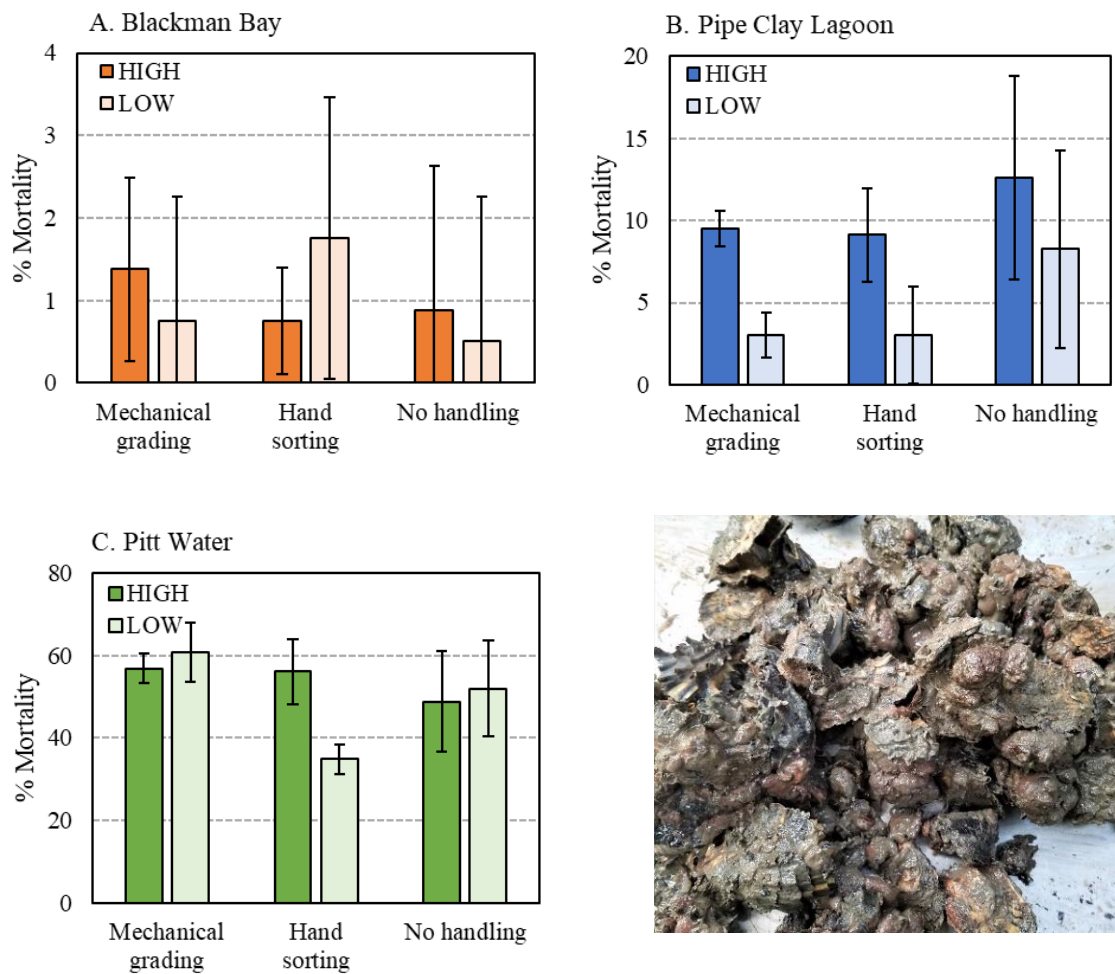 A. Blackman Bay
% Mortality
4
3
2
1
0
HIGH
LOW
Mechanical
grading
Hand
sorting
No handling
B. Pipe Clay Lagoon
% Mortality
20
15
10
5
0
HIGH
LOW
Mechanical
grading
Hand
sorting
No handling
C. Pitt Water
% Mortality
80
60
40
20
0
HIGH
LOW
Mechanical
grading
Hand
sorting
No handling